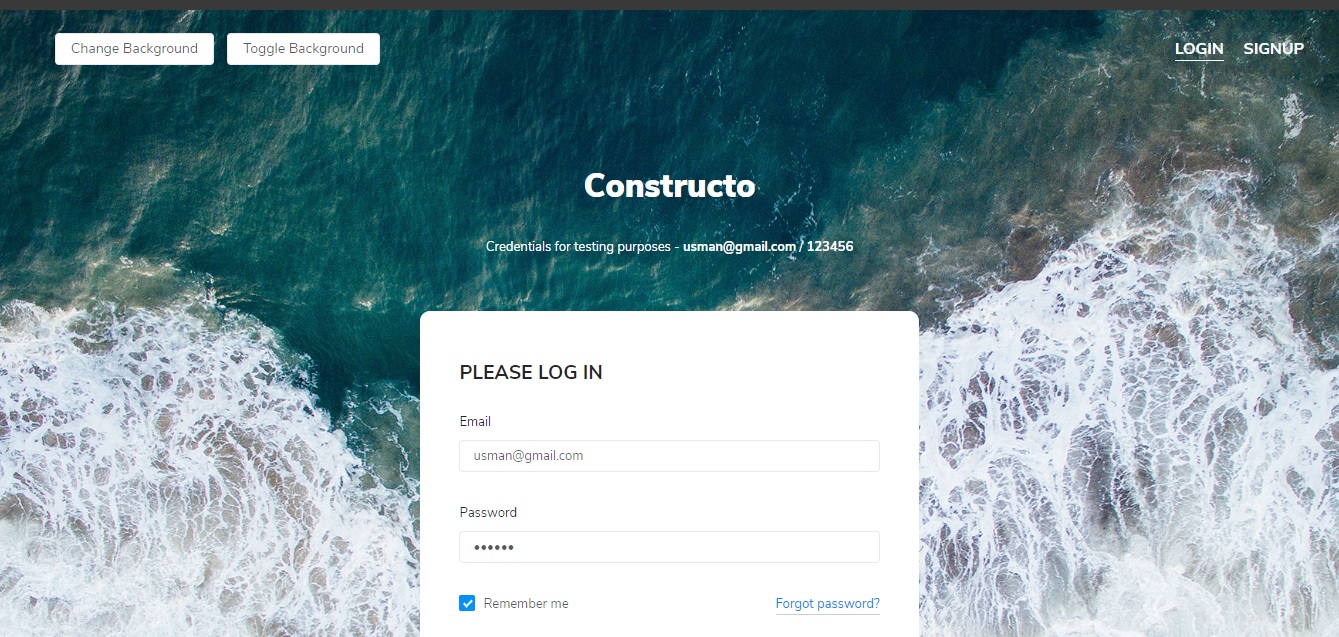 Change Background Toggle Background LOGIN SIGNUP
Constructo
Credentials for testing purposes - usman@gmail.com / 123456
PLEASE LOG IN
Email
usman@gmail.com
Password
••••••
Remember me Forgot password?